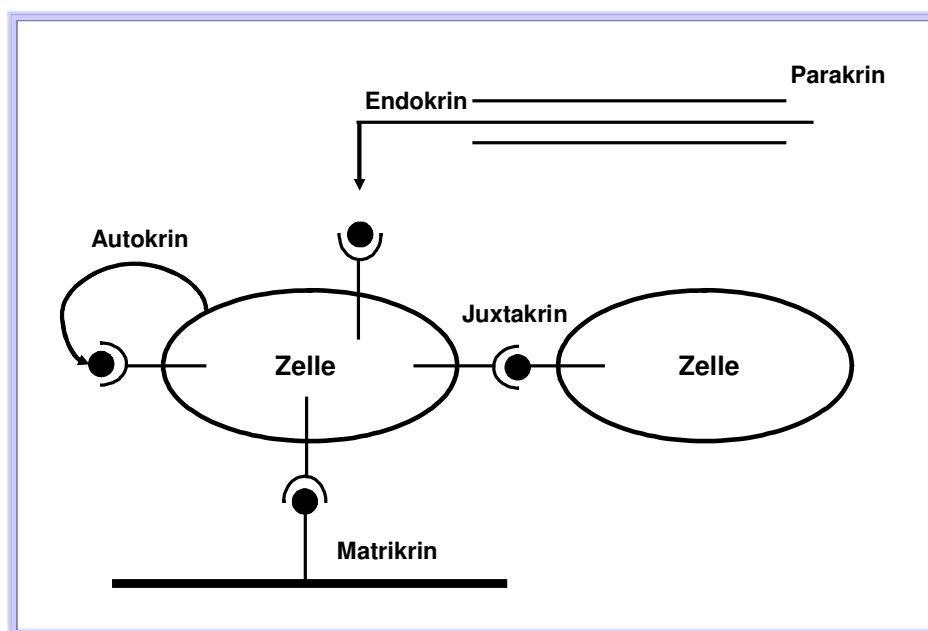 Parakrin
Endokrin
Autokrin
Juxtakrin
Zelle
Zelle
Matrikrin